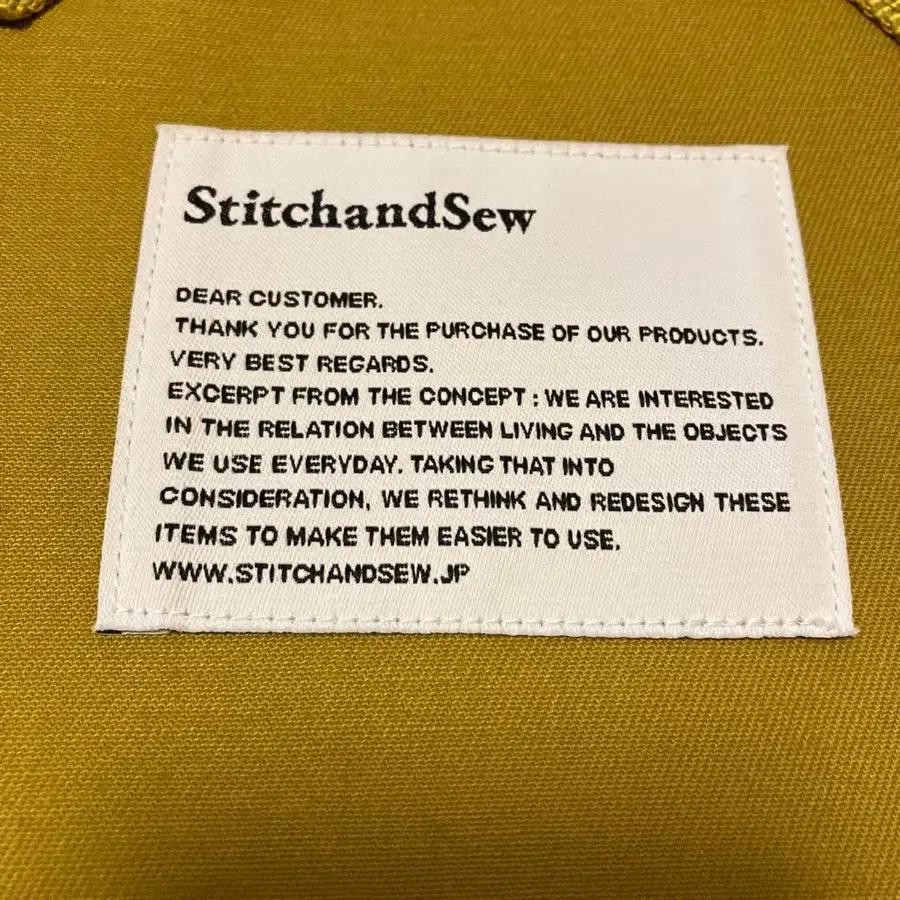 StitchandSew
DEAR CUSTOMER.
THANK YOU FOR THE PURCHASE OF OUR PRODUCTS.
VERY BEST REGARDS.
EXCERPT FROM THE CONCEPT : WE ARE INTERESTED
IN THE RELATION BETWEEN LIVING AND THE OBJECTS
WE USE EVERYDAY. TAKING THAT INTO
CONSIDERATION, WE RETHINK AND REDESIGN THESE
ITEMS TO MAKE THEM EASIER TO USE.
WWW.STITCHANDSEW.JP